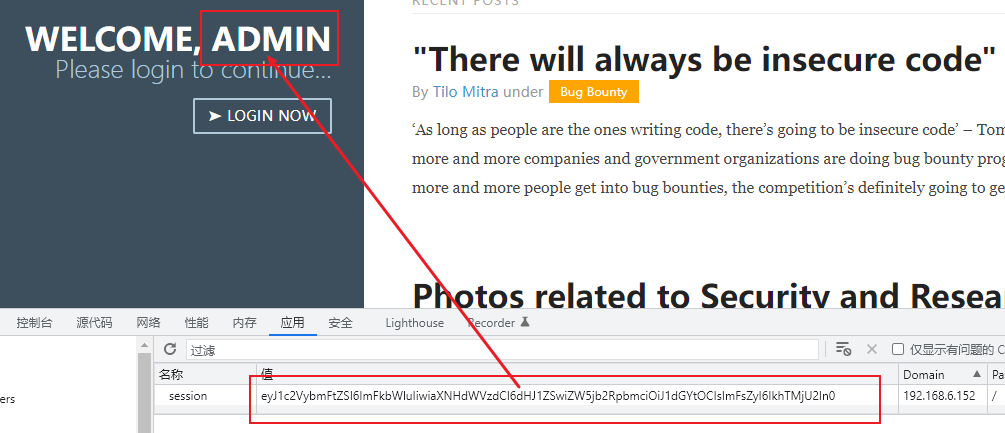 RECENT POSTS
WELCOME, ADMIN
Please login to continue...
LOGIN NOW
"There will always be insecure code"
By Tilo Mitra under Bug Bounty
‘As long as people are the ones writing code, there’s going to be insecure code’ – Tom
more and more companies and government organizations are doing bug bounty prog
more and more people get into bug bounties, the competition’s definitely going to ge
Photos related to Security and Resear
控制台 源代码 网络 性能 内存 应用 安全 Lighthouse Recorder
过滤 仅显示有问题的 C
名称 值 Domain Pa
ers session eyJ1c2VybmFtZSI6ImFkbWluIiwiaXNHdWVzdCI6dHJ1ZSwiZW5jb2RpbmciOiJ1dGYtOCIsImFsZyI6IkhTMjU2In0 192.168.6.152 /